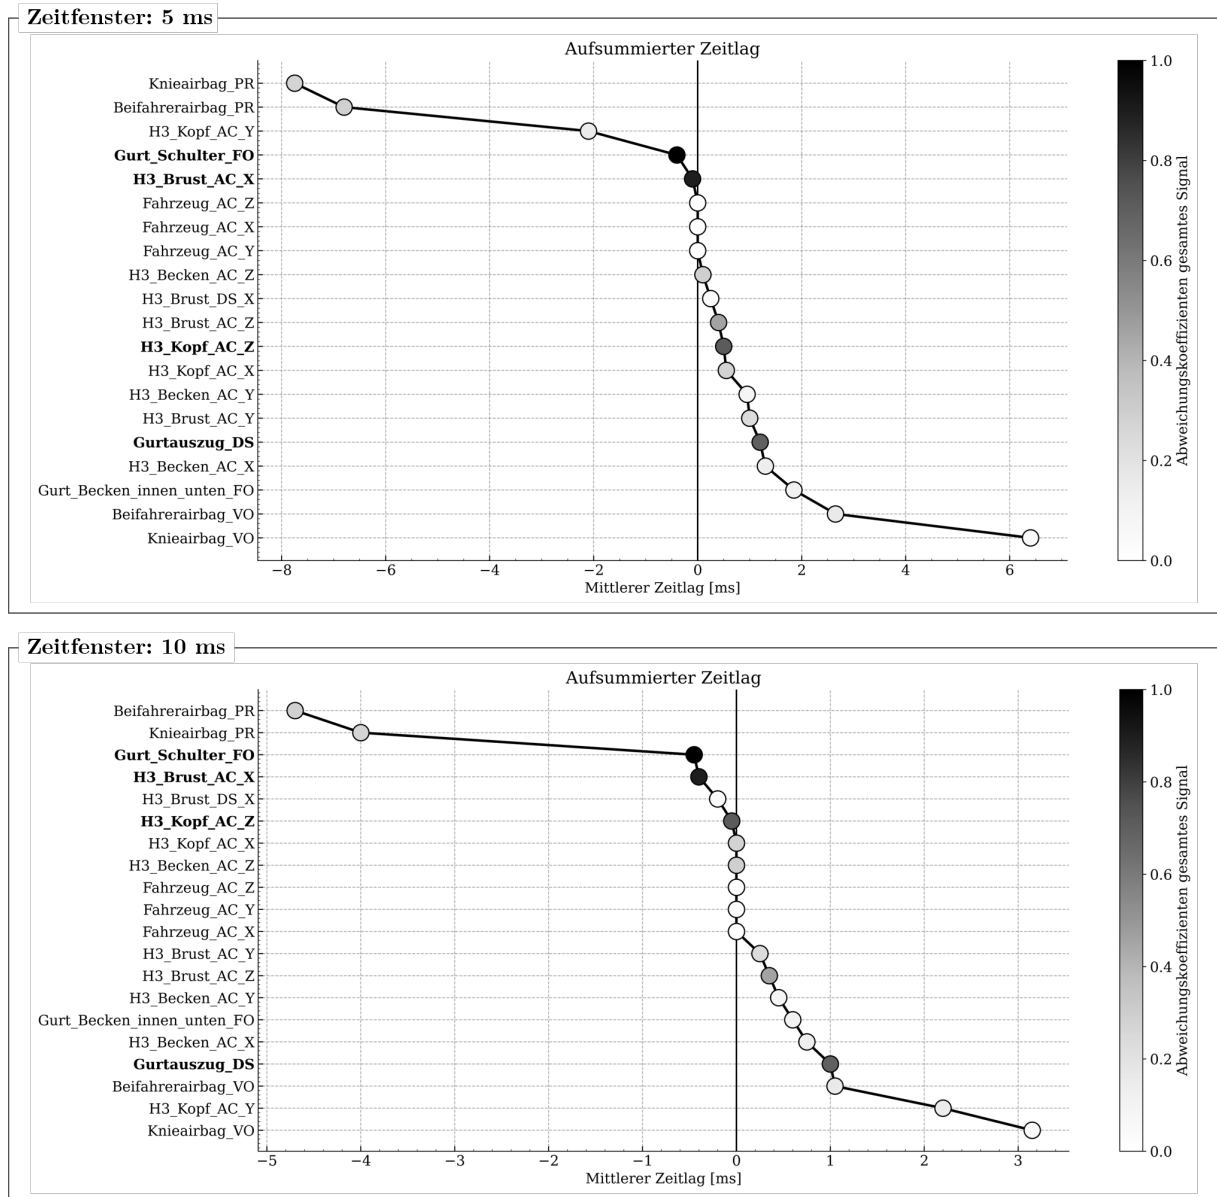 Zeitfenster: 5 ms
Aufsummierter Zeitlag
Knieairbag_PR
Beifahrerairbag_PR
H3_Kopf_AC_Y
Gurt_Schulter_FO
H3_Brust_AC_X
Fahrzeug_AC_Z
Fahrzeug_AC_X
Fahrzeug_AC_Y
H3_Becken_AC_Z
H3_Brust_DS_X
H3_Brust_AC_Z
H3_Kopf_AC_Z
H3_Kopf_AC_X
H3_Becken_AC_Y
H3_Brust_AC_Y
Gurtauszug_DS
H3_Becken_AC_X
Gurt_Becken_innen_unten_FO
Beifahrerairbag_VO
Knieairbag_VO
−8 −6 −4 −2 0 2 4 6
Mittlerer Zeitlag [ms]
1.0
0.8
0.6
0.4
0.2
0.0
Abweichungskoeffizienten gesamtes Signal
Zeitfenster: 10 ms
Aufsummierter Zeitlag
Beifahrerairbag_PR
Knieairbag_PR
Gurt_Schulter_FO
H3_Brust_AC_X
H3_Brust_DS_X
H3_Kopf_AC_Z
H3_Kopf_AC_X
H3_Becken_AC_Z
Fahrzeug_AC_Z
Fahrzeug_AC_Y
Fahrzeug_AC_X
H3_Brust_AC_Y
H3_Brust_AC_Z
H3_Becken_AC_Y
Gurt_Becken_innen_unten_FO
H3_Becken_AC_X
Gurtauszug_DS
Beifahrerairbag_VO
H3_Kopf_AC_Y
Knieairbag_VO
−5 −4 −3 −2 −1 0 1 2 3
Mittlerer Zeitlag [ms]
1.0
0.8
0.6
0.4
0.2
0.0
Abweichungskoeffizienten gesamtes Signal